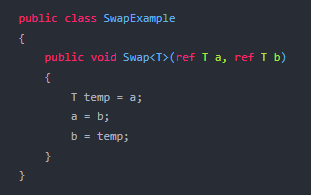 public class SwapExample
{
    public void Swap<T>(ref T a, ref T b)
    {
        T temp = a;
        a = b;
        b = temp;
    }
}